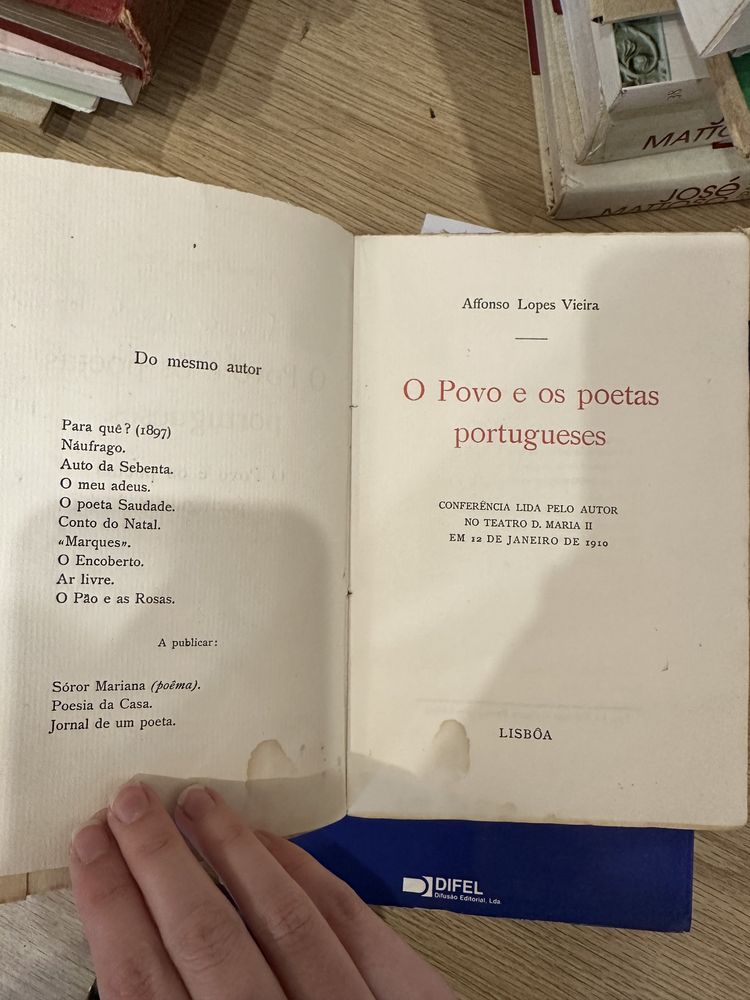 JOSÉ
Do mesmo autor
Para quê? (1897)
Náufrago.
Auto da Sebenta.
O meu adeus.
O poeta Saudade.
Conto do Natal.
«Marques».
O Encoberto.
Ar livre.
O Pão e as Rosas.
A publicar:
Sóror Mariana (poêma).
Poesia da Casa.
Jornal de um poeta.
Affonso Lopes Vieira
O Povo e os poetas
portugueses
CONFERÊNCIA LIDA PELO AUTOR
NO TEATRO D. MARIA II
EM 12 DE JANEIRO DE 1910
LISBÔA
DIFEL
Difusão Editorial, Lda